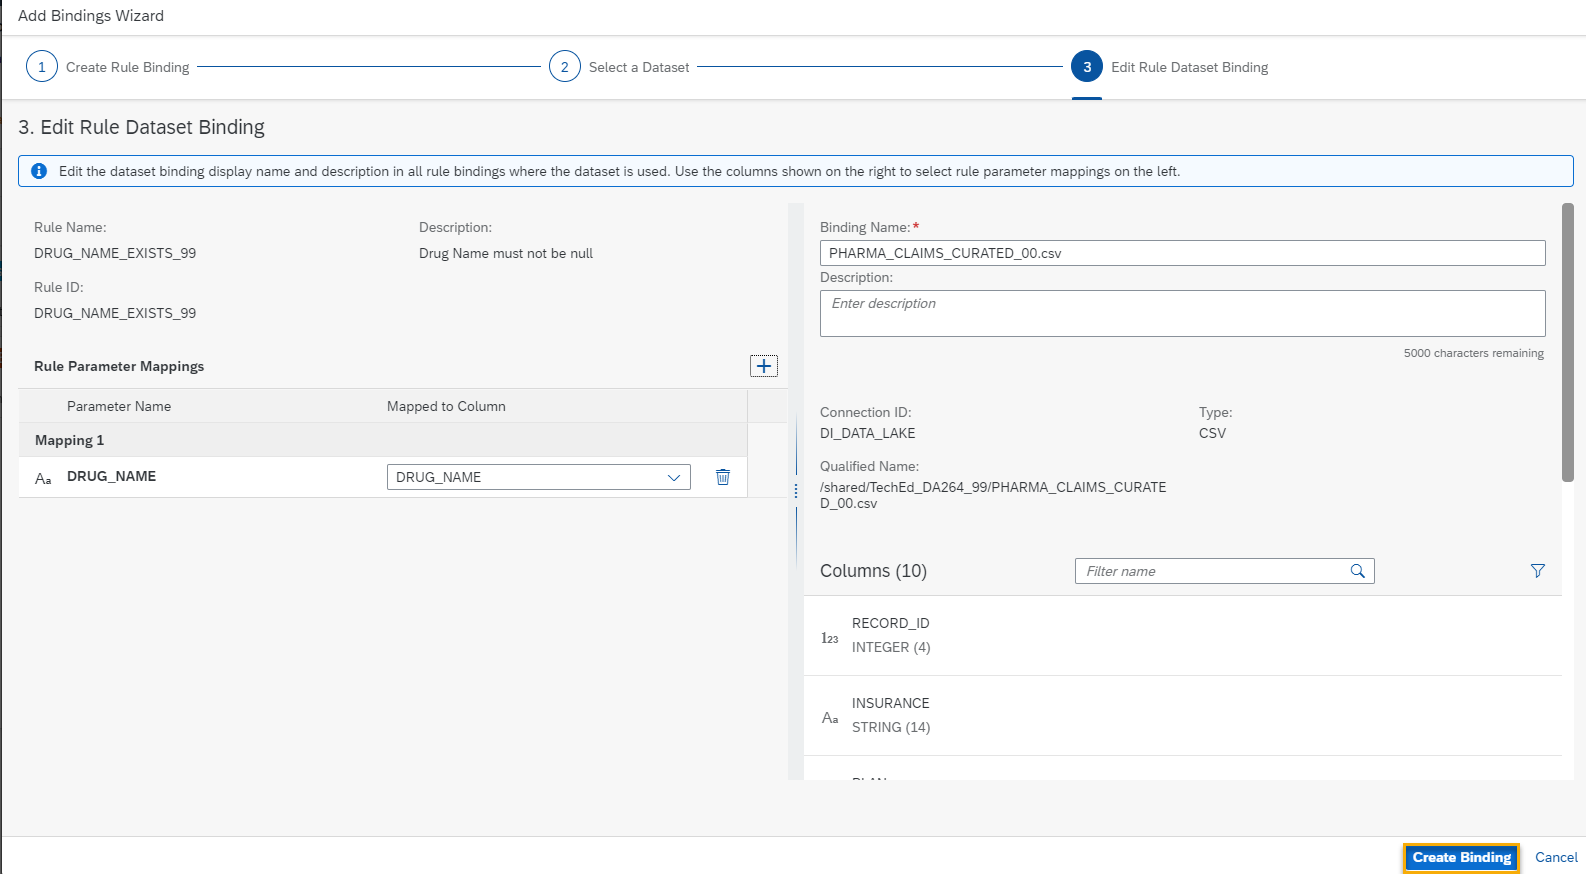 Add Bindings Wizard
1 Create Rule Binding
2 Select a Dataset
3 Edit Rule Dataset Binding
3. Edit Rule Dataset Binding
Edit the dataset binding display name and description in all rule bindings where the dataset is used. Use the columns shown on the right to select rule parameter mappings on the left.
Rule Name:
DRUG_NAME_EXISTS_99
Description:
Drug Name must not be null
Rule ID:
DRUG_NAME_EXISTS_99
Rule Parameter Mappings
Parameter Name
Mapped to Column
Mapping 1
Aa DRUG_NAME
DRUG_NAME
Binding Name:*
PHARMA_CLAIMS_CURATED_00.csv
Description:
Enter description
5000 characters remaining
Connection ID:
DI_DATA_LAKE
Type:
CSV
Qualified Name:
/shared/TechEd_DA264_99/PHARMA_CLAIMS_CURATE
D_00.csv
Columns (10)
Filter name
RECORD_ID
123
INTEGER (4)
INSURANCE
Aa
STRING (14)
Create Binding
Cancel